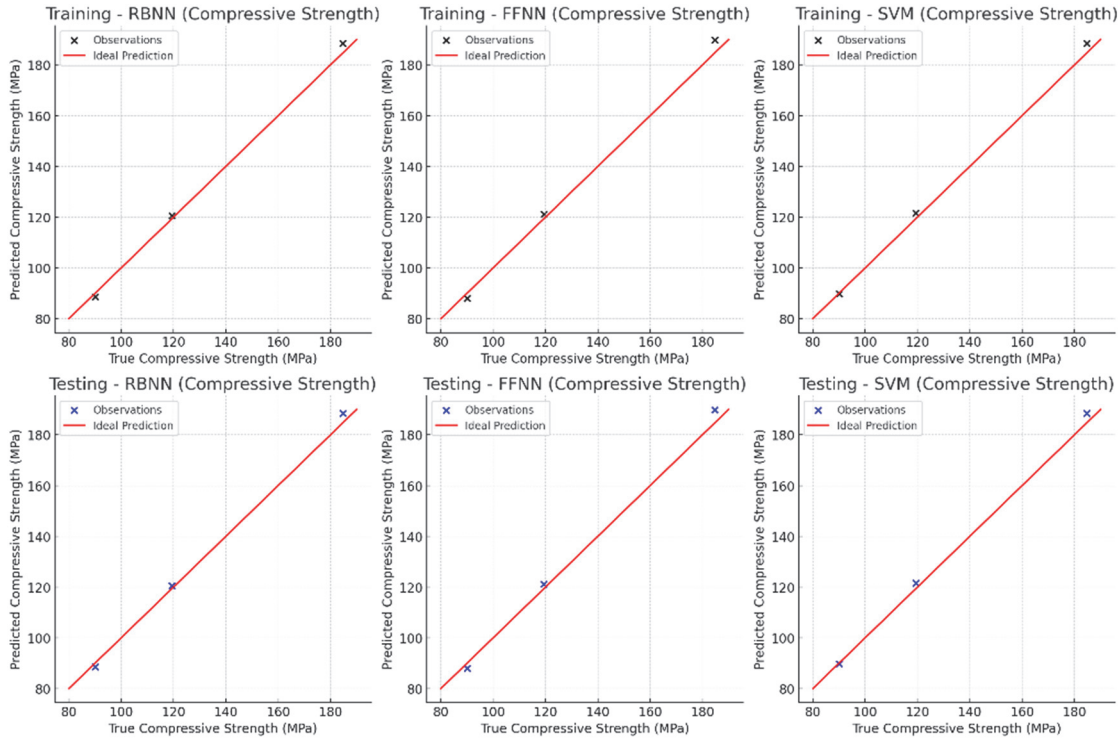 Training - RBNN (Compressive Strength)
Observations
Ideal Prediction
Predicted Compressive Strength (MPa)
180
160
140
120
100
80
80 100 120 140 160 180
True Compressive Strength (MPa)
Training - FFNN (Compressive Strength)
Observations
Ideal Prediction
Predicted Compressive Strength (MPa)
180
160
140
120
100
80
80 100 120 140 160 180
True Compressive Strength (MPa)
Training - SVM (Compressive Strength)
Observations
Ideal Prediction
Predicted Compressive Strength (MPa)
180
160
140
120
100
80
80 100 120 140 160 180
True Compressive Strength (MPa)
Testing - RBNN (Compressive Strength)
Observations
Ideal Prediction
Predicted Compressive Strength (MPa)
180
160
140
120
100
80
80 100 120 140 160 180
True Compressive Strength (MPa)
Testing - FFNN (Compressive Strength)
Observations
Ideal Prediction
Predicted Compressive Strength (MPa)
180
160
140
120
100
80
80 100 120 140 160 180
True Compressive Strength (MPa)
Testing - SVM (Compressive Strength)
Observations
Ideal Prediction
Predicted Compressive Strength (MPa)
180
160
140
120
100
80
80 100 120 140 160 180
True Compressive Strength (MPa)